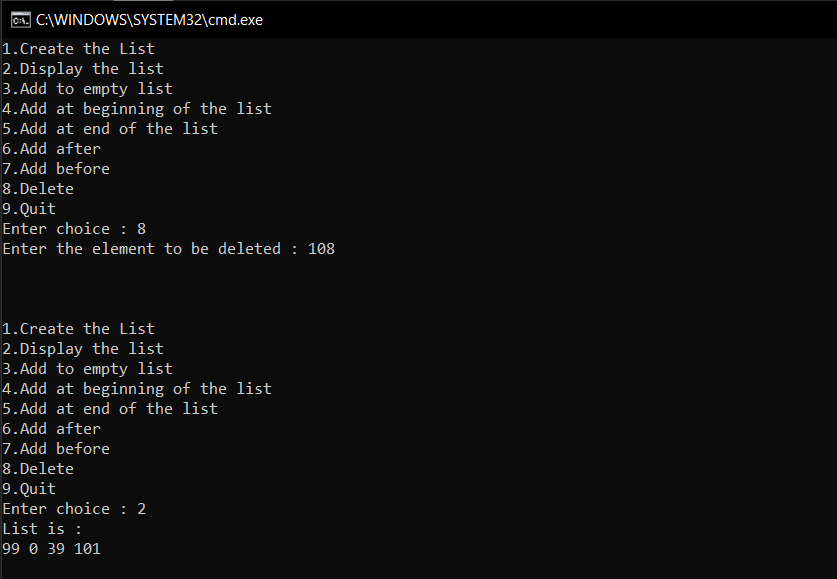 C:\WINDOWS\SYSTEM32\cmd.exe
1.Create the List
2.Display the list
3.Add to empty list
4.Add at beginning of the list
5.Add at end of the list
6.Add after
7.Add before
8.Delete
9.Quit
Enter choice : 8
Enter the element to be deleted : 108
1.Create the List
2.Display the list
3.Add to empty list
4.Add at beginning of the list
5.Add at end of the list
6.Add after
7.Add before
8.Delete
9.Quit
Enter choice : 2
List is :
99 0 39 101